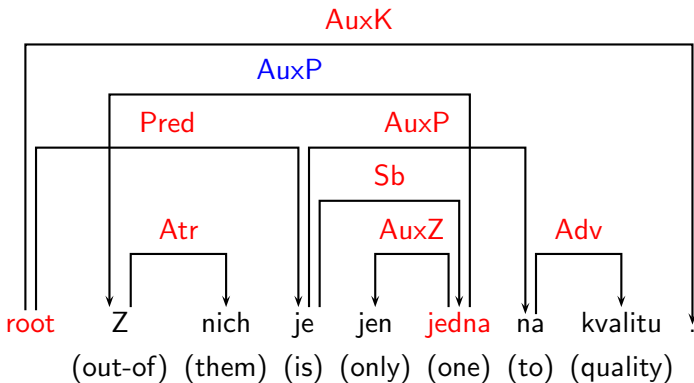 AuxK
AuxP
Pred AuxP
Sb
Atr AuxZ Adv
root Z nich je jen jedna na kvalitu .
(out-of) (them) (is) (only) (one) (to) (quality)